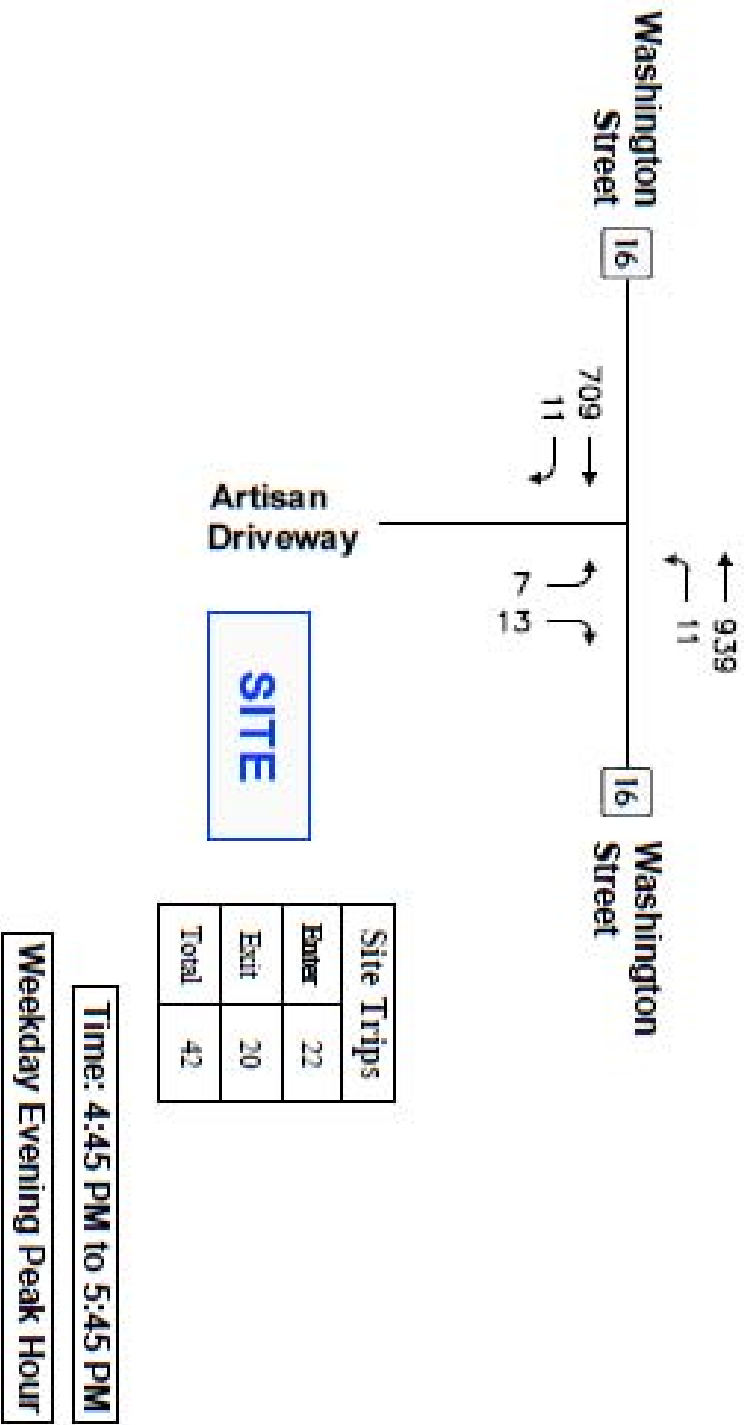 Washington
Street
16
709
11
939
11
16
Washington
Street
Artisan
Driveway
7
13
SITE
Site Trips
Enter 22
Exit 20
Total 42
Time: 4:45 PM to 5:45 PM
Weekday Evening Peak Hour